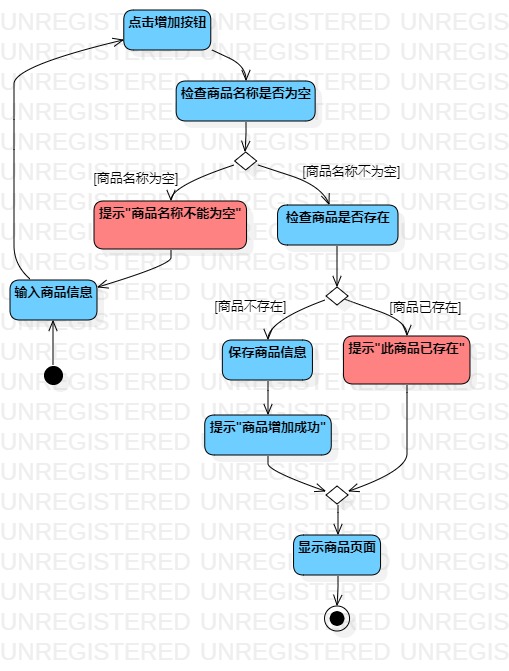 点击增加按钮
检查商品名称是否为空
[商品名称为空]
[商品名称不为空]
提示"商品名称不能为空"
检查商品是否存在
输入商品信息
[商品不存在]
[商品已存在]
保存商品信息
提示"此商品已存在"
提示"商品增加成功"
显示商品页面
UNREGISTERED